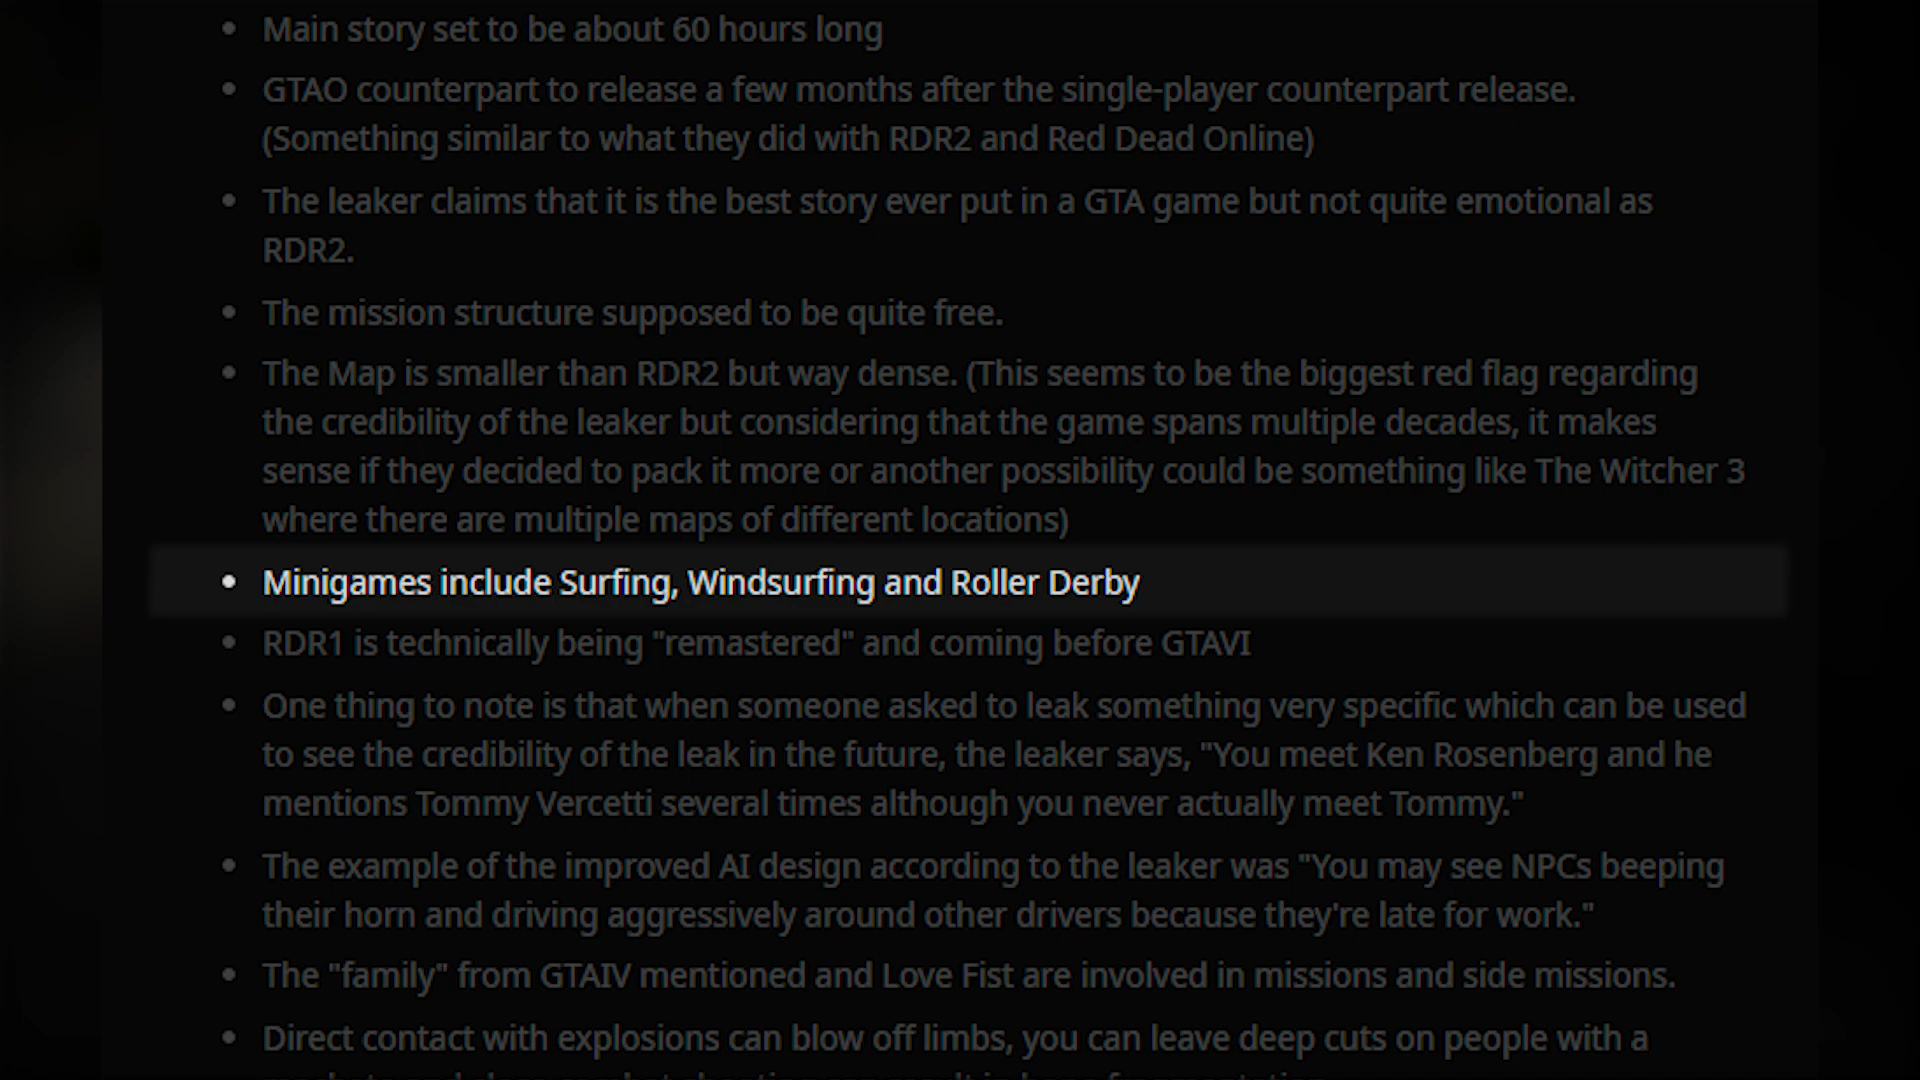 Main story set to be about 60 hours long
GTAO counterpart to release a few months after the single-player counterpart release.
(Something similar to what they did with RDR2 and Red Dead Online)
The leaker claims that it is the best story ever put in a GTA game but not quite emotional as
RDR2.
The mission structure supposed to be quite free.
The Map is smaller than RDR2 but way dense. (This seems to be the biggest red flag regarding
the credibility of the leaker but considering that the game spans multiple decades, it makes
sense if they decided to pack it more or another possibility could be something like The Witcher 3
where there are multiple maps of different locations)
Minigames include Surfing, Windsurfing and Roller Derby
RDR1 is technically being "remastered" and coming before GTAVI
One thing to note is that when someone asked to leak something very specific which can be used
to see the credibility of the leak in the future, the leaker says, "You meet Ken Rosenberg and he
mentions Tommy Vercetti several times although you never actually meet Tommy."
The example of the improved AI design according to the leaker was "You may see NPCs beeping
their horn and driving aggressively around other drivers because they're late for work."
The "family" from GTAIV mentioned and Love Fist are involved in missions and side missions.
Direct contact with explosions can blow off limbs, you can leave deep cuts on people with a